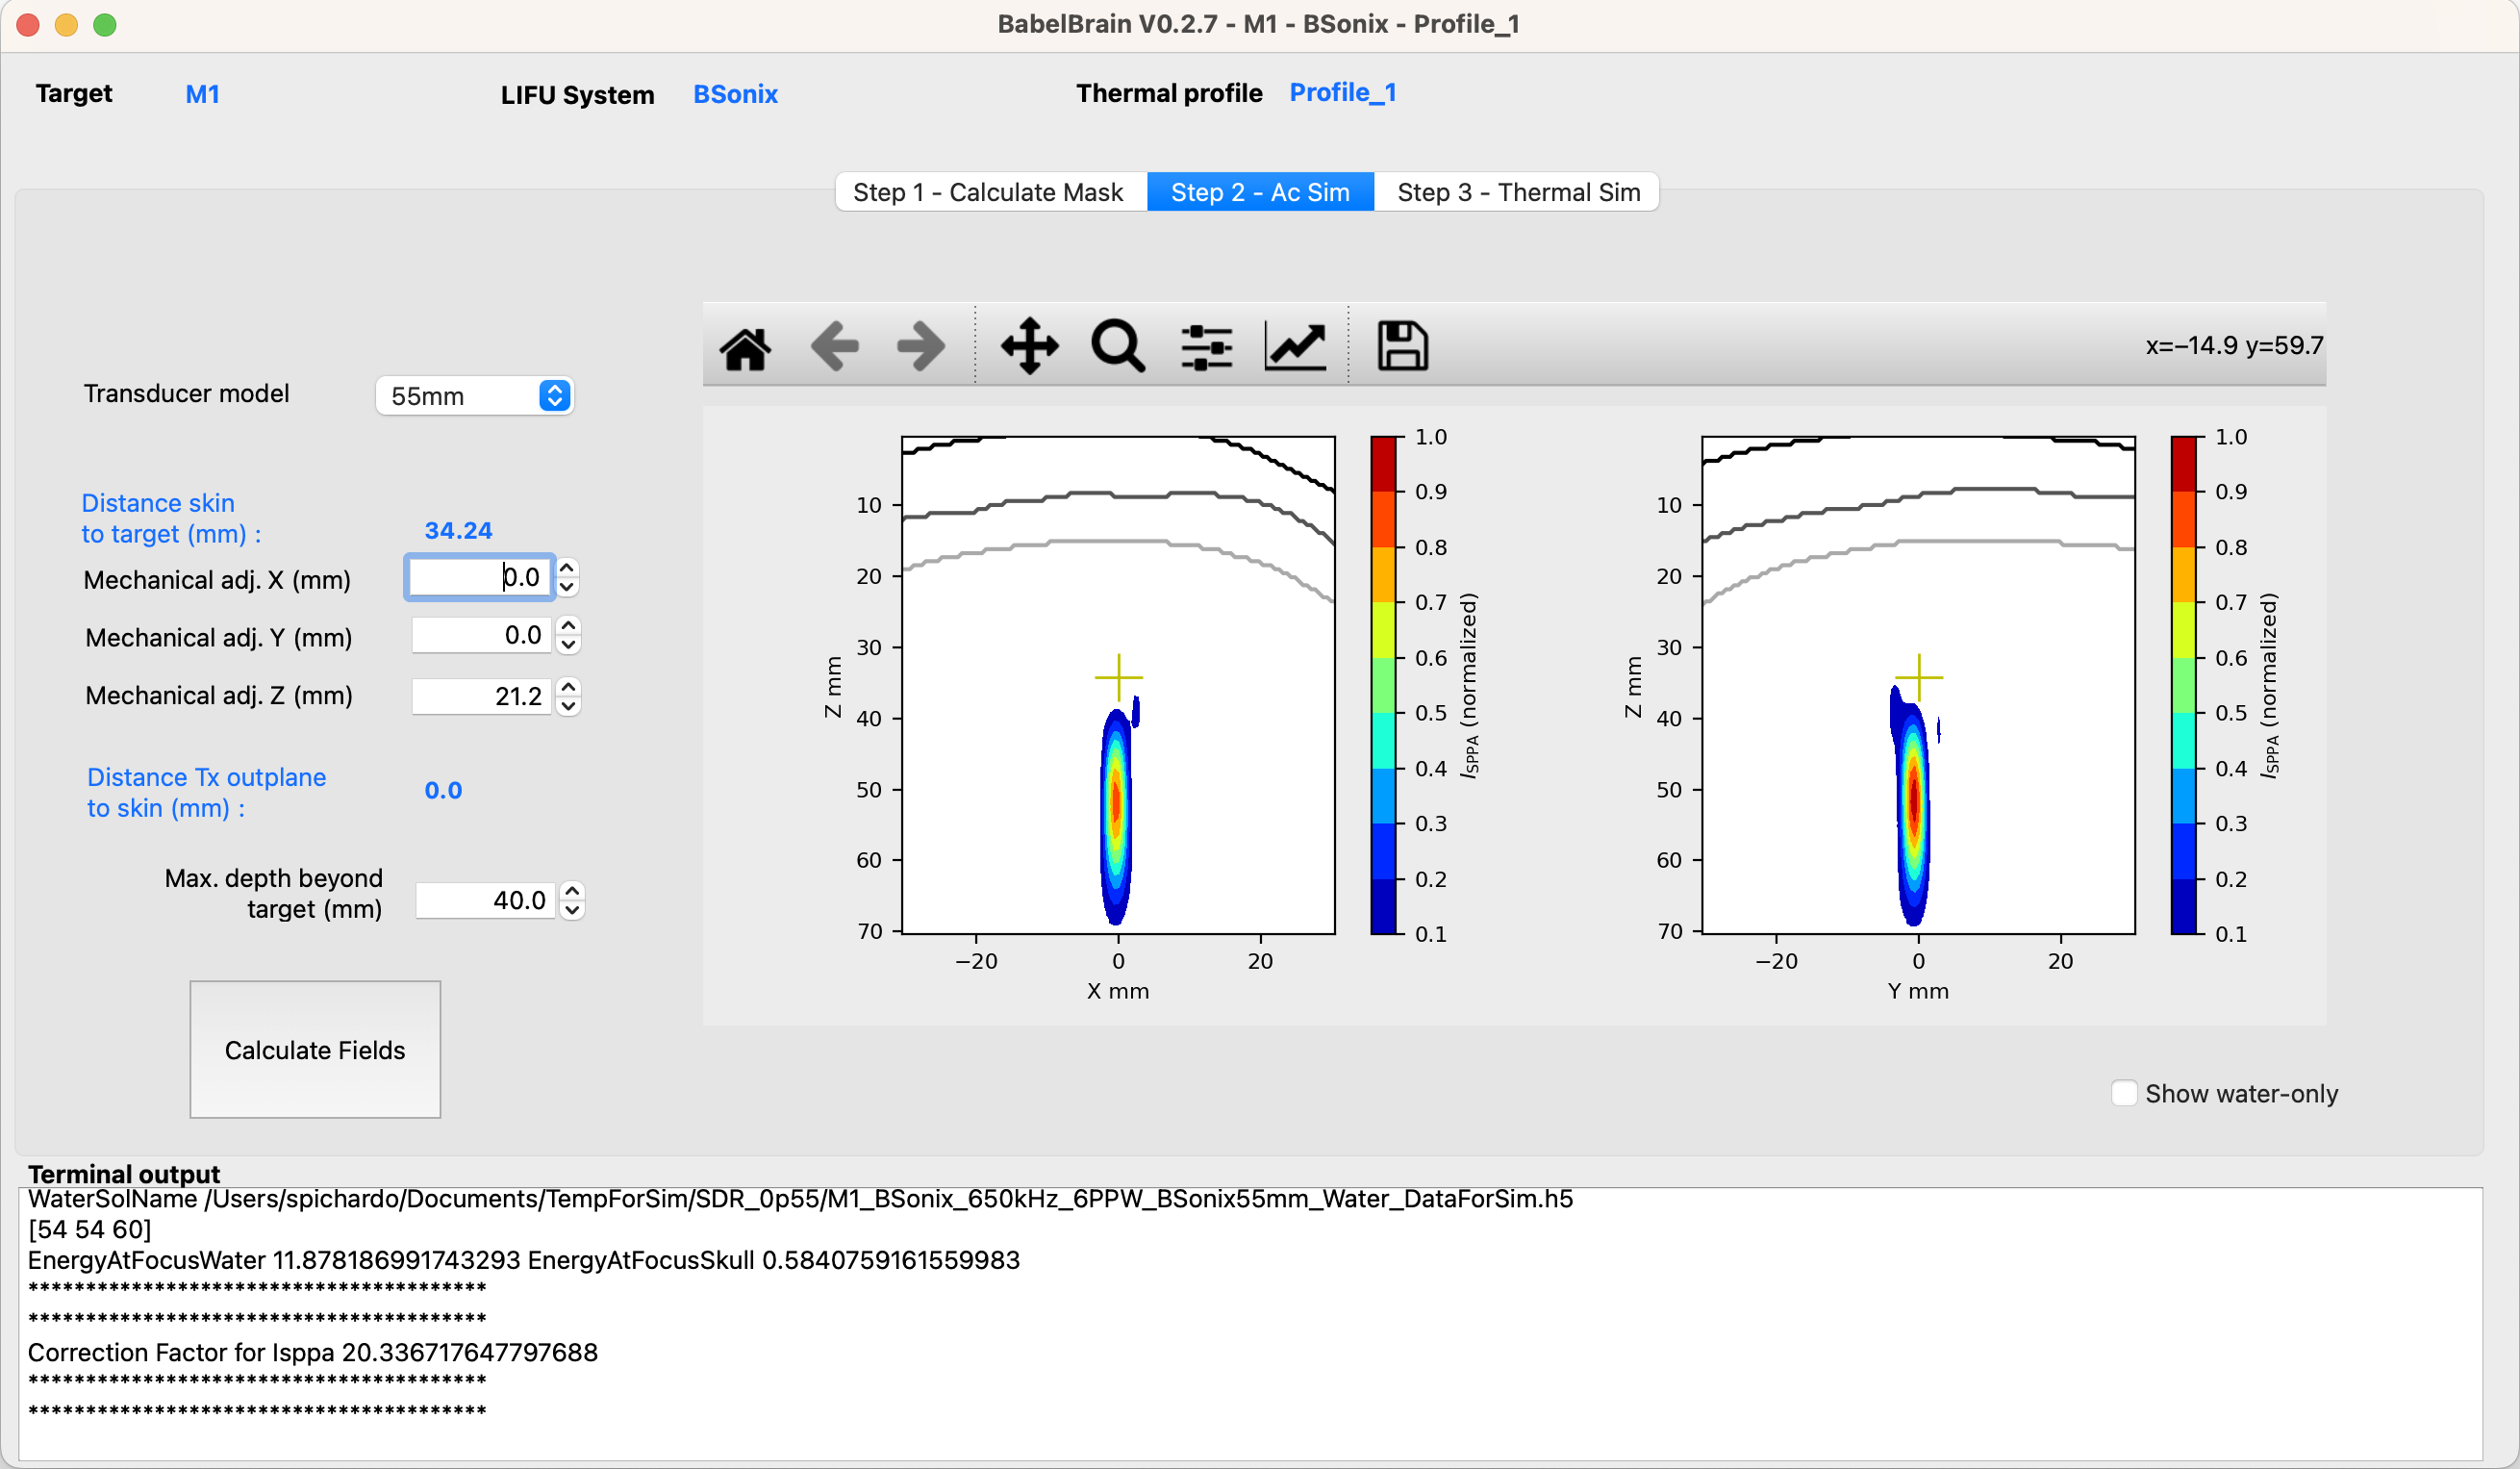 BabelBrain V0.2.7 - M1 - BSonix - Profile_1
Target M1 LIFU System BSonix Thermal profile Profile_1
Step 1 - Calculate Mask Step 2 - Ac Sim Step 3 - Thermal Sim
x=−14.9 y=59.7
Transducer model 55mm
Distance skin
to target (mm) : 34.24
Mechanical adj. X (mm) 0.0
Mechanical adj. Y (mm) 0.0
Mechanical adj. Z (mm) 21.2
Distance Tx outplane
to skin (mm) : 0.0
Max. depth beyond
target (mm) 40.0
Calculate Fields
10
20
30
40
50
60
70
Z mm
−20 0 20
X mm
1.0
0.9
0.8
0.7
0.6
0.5
0.4
0.3
0.2
0.1
ISPPA (normalized)
10
20
30
40
50
60
70
Z mm
−20 0 20
Y mm
1.0
0.9
0.8
0.7
0.6
0.5
0.4
0.3
0.2
0.1
ISPPA (normalized)
Show water-only
Terminal output
WaterSolName /Users/spichardo/Documents/TempForSim/SDR_0p55/M1_BSonix_650kHz_6PPW_BSonix55mm_Water_DataForSim.h5
[54 54 60]
EnergyAtFocusWater 11.878186991743293 EnergyAtFocusSkull 0.5840759161559983
***************************************
***************************************
Correction Factor for Isppa 20.336717647797688
***************************************
***************************************